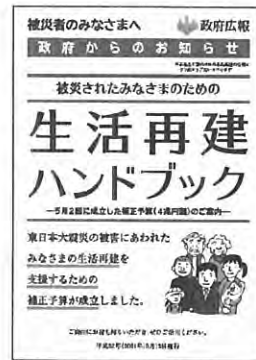 被災者のみなさまへ 政府広報
政府からのお知らせ
被災されたみなさまのための
生活再建
ハンドブック
―5月2日に成立した補正予算(4兆円超)のご案内―
東日本大震災の被害にあわれた
みなさまの生活再建を
支援するための
補正予算が成立しました。